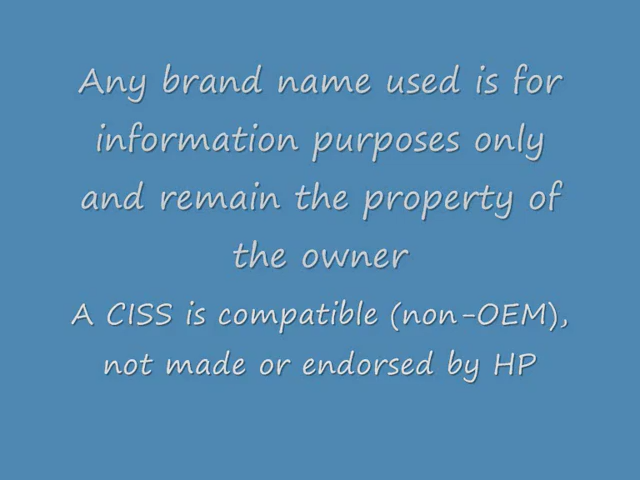 Any brand name used is for
information purposes only
and remain the property of
the owner
A CISS is compatible (non-OEM),
not made or endorsed by HP